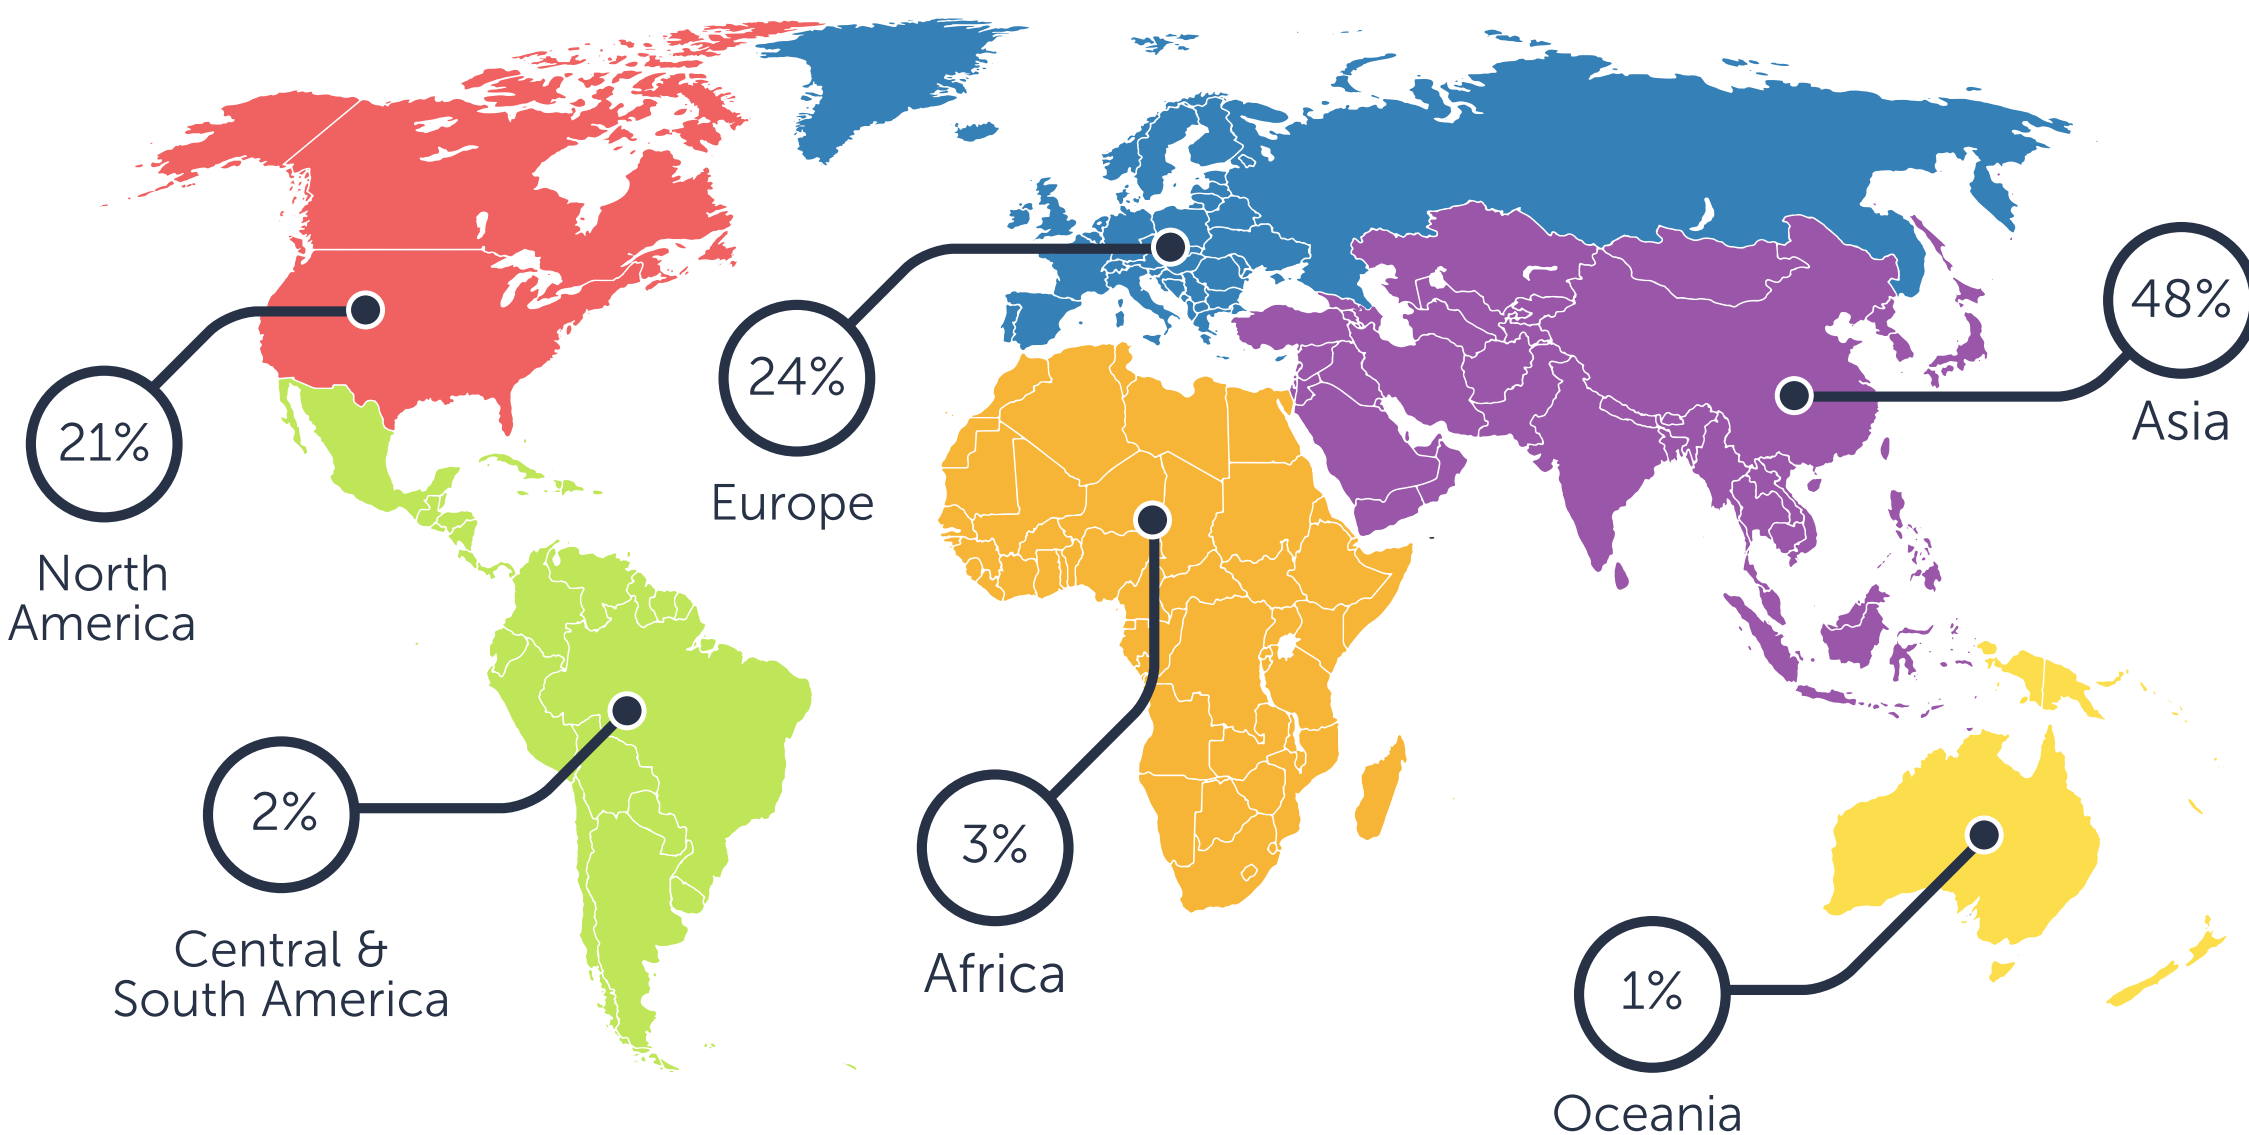 21%
North
America
24%
Europe
48%
Asia
2%
Central &
South America
3%
Africa
1%
Oceania